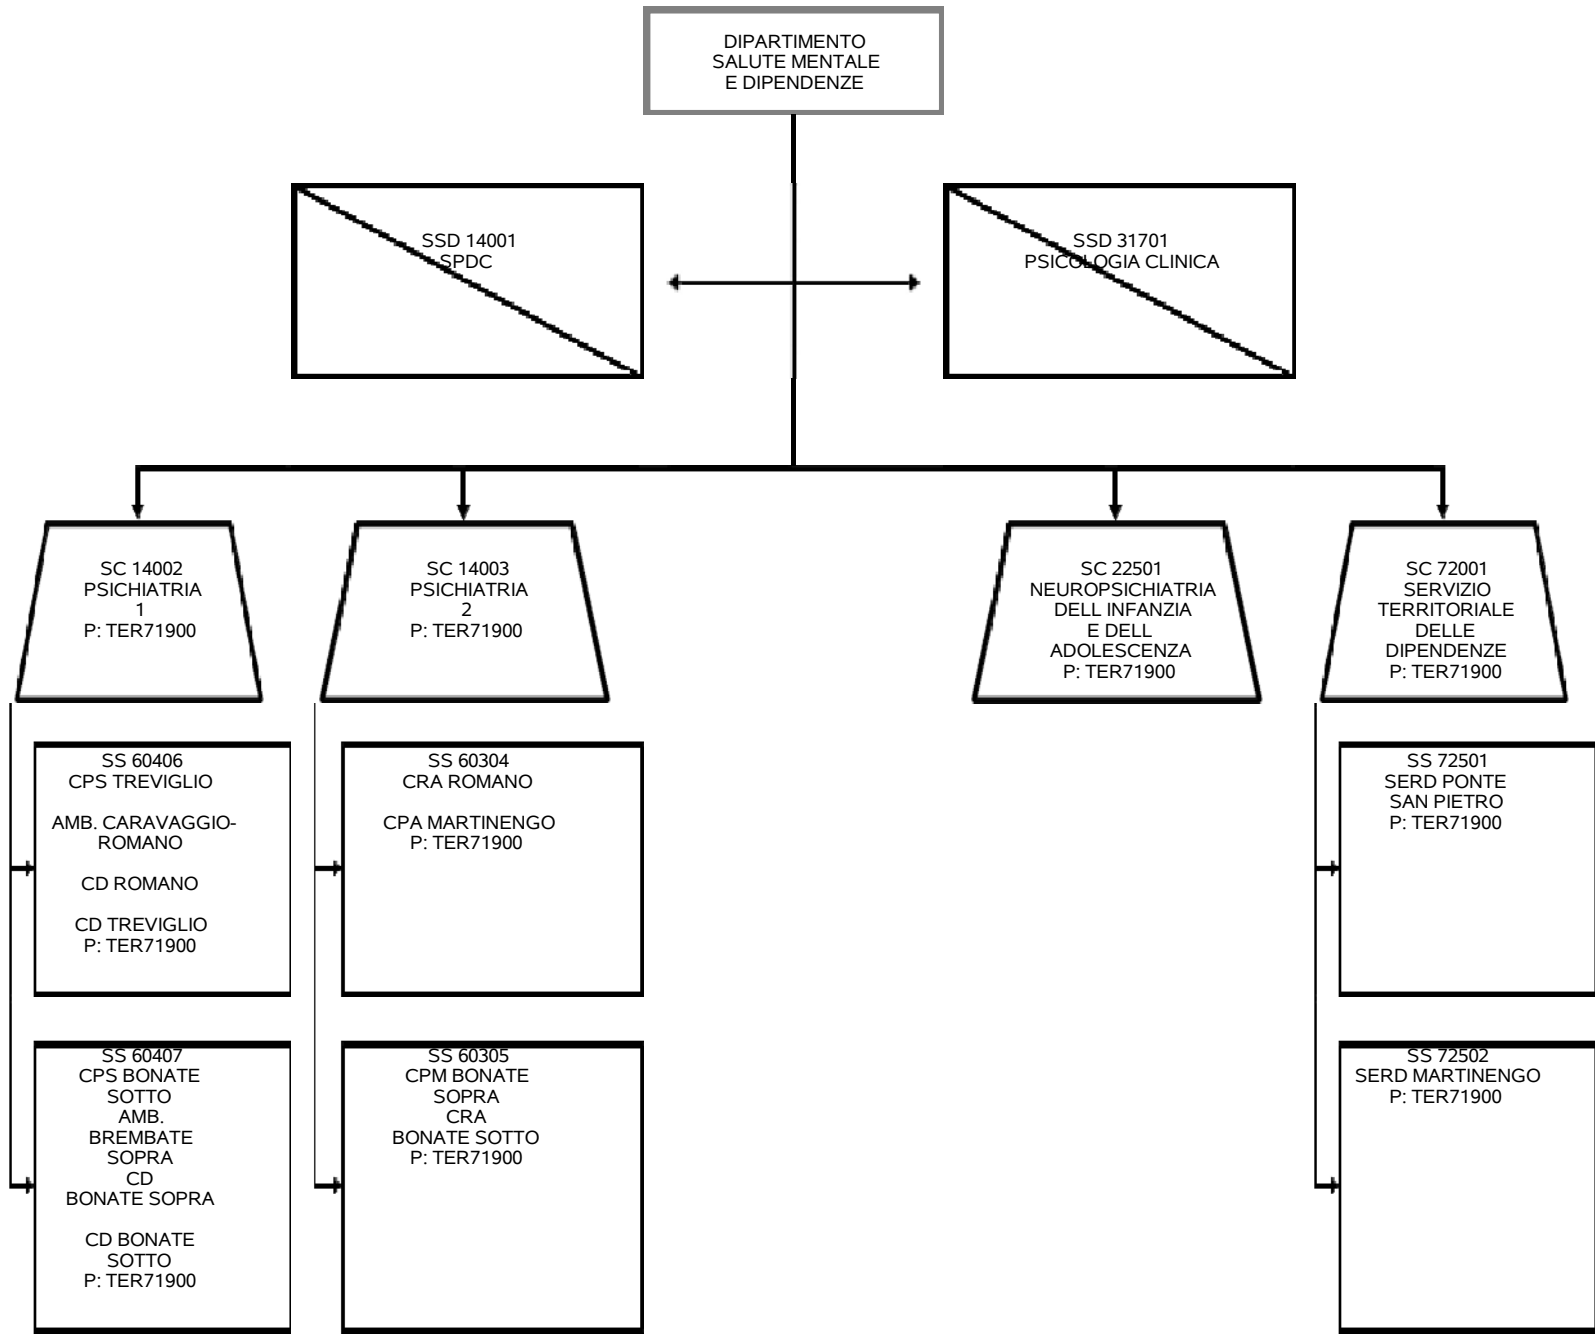 DIPARTIMENTO
SALUTE MENTALE
E DIPENDENZE
SSD 14001
SPDC
SSD 31701
PSICOLOGIA CLINICA
SC 14002
PSICHIATRIA
1
P: TER71900
SC 14003
PSICHIATRIA
2
P: TER71900
SC 22501
NEUROPSICHIATRIA
DELL INFANZIA
E DELL
ADOLESCENZA
P: TER71900
SC 72001
SERVIZIO
TERRITORIALE
DELLE
DIPENDENZE
P: TER71900
SS 60406
CPS TREVIGLIO
AMB. CARAVAGGIO-
ROMANO
CD ROMANO
CD TREVIGLIO
P: TER71900
SS 60304
CRA ROMANO
CPA MARTINENGO
P: TER71900
SS 72501
SERD PONTE
SAN PIETRO
P: TER71900
SS 60407
CPS BONATE
SOTTO
AMB.
BREMBATE
SOPRA
CD
BONATE SOPRA
CD BONATE
SOTTO
P: TER71900
SS 60305
CPM BONATE
SOPRA
CRA
BONATE SOTTO
P: TER71900
SS 72502
SERD MARTINENGO
P: TER71900